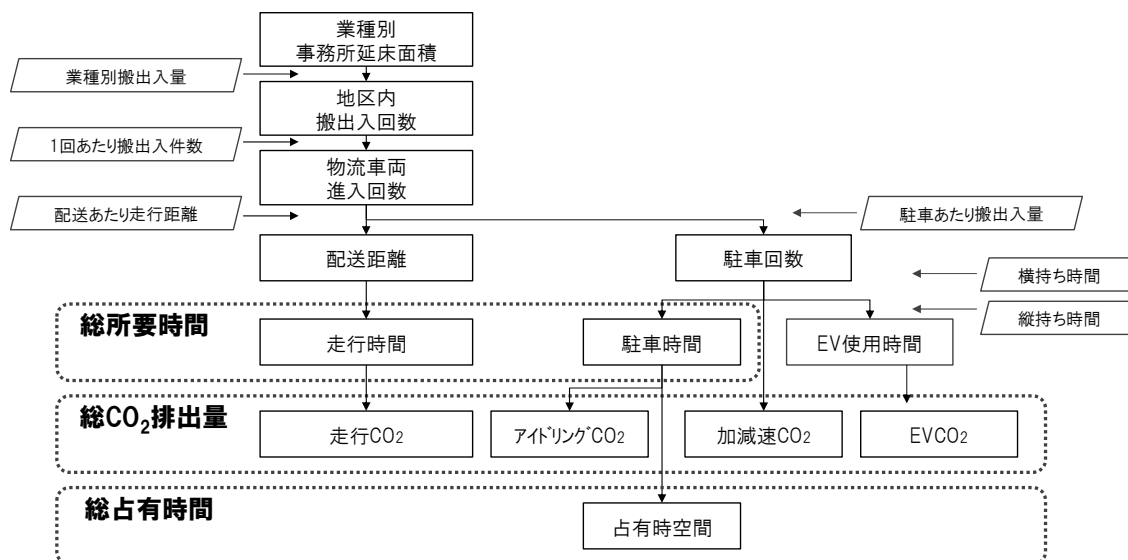 業種別
事務所延床面積
業種別搬出入量
地区内
搬出入回数
1回あたり搬出入件数
物流車両
進入回数
配送あたり走行距離
駐車あたり搬出入量
配送距離
駐車回数
横持ち時間
縦持ち時間
総所要時間
走行時間
駐車時間
EV使用時間
総CO₂排出量
走行CO₂
ｱｲﾄﾞﾘﾝｸﾞCO₂
加減速CO₂
EVCO₂
総占有時間
占有時空間